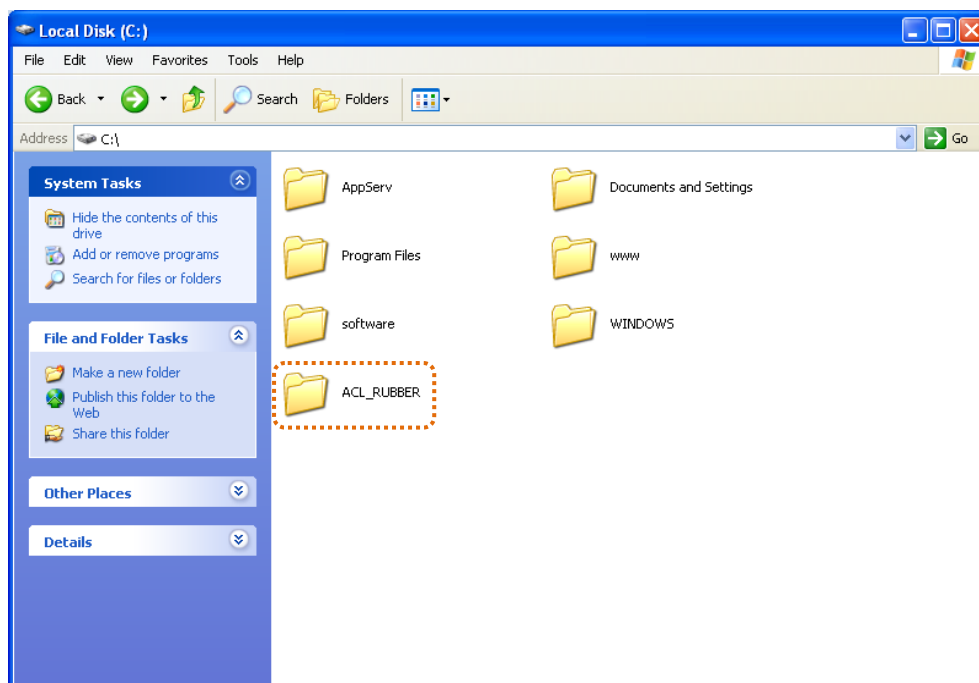 Local Disk (C:)
File Edit View Favorites Tools Help
Back Search Folders
Address C:\ Go
System Tasks
Hide the contents of this
drive
Add or remove programs
Search for files or folders
File and Folder Tasks
Make a new folder
Publish this folder to the
Web
Share this folder
Other Places
Details
AppServ Documents and Settings
Program Files www
software WINDOWS
ACL_RUBBER